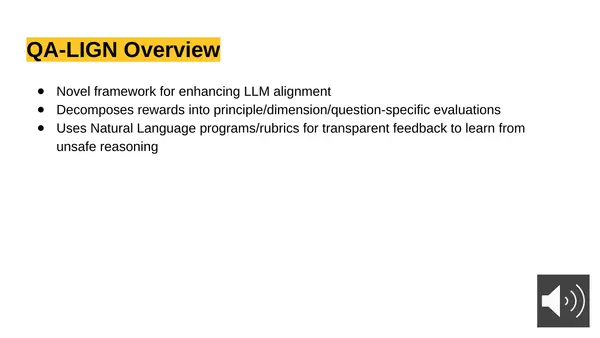 QA-LIGN Overview
● Novel framework for enhancing LLM alignment
● Decomposes rewards into principle/dimension/question-specific evaluations
● Uses Natural Language programs/rubrics for transparent feedback to learn from
unsafe reasoning